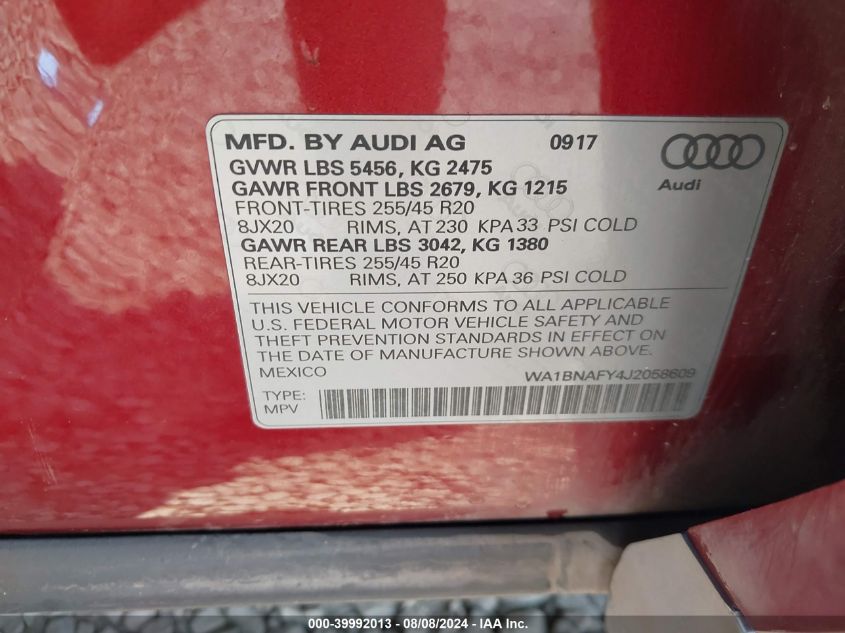 MFD. BY AUDI AG 0917
GVWR LBS 5456, KG 2475
GAWR FRONT LBS 2679, KG 1215
Audi
FRONT-TIRES 255/45 R20
8JX20 RIMS, AT 230 KPA 33 PSI COLD
GAWR REAR LBS 3042, KG 1380
REAR-TIRES 255/45 R20
8JX20 RIMS, AT 250 KPA 36 PSI COLD
THIS VEHICLE CONFORMS TO ALL APPLICABLE
U.S. FEDERAL MOTOR VEHICLE SAFETY AND
THEFT PREVENTION STANDARDS IN EFFECT ON
THE DATE OF MANUFACTURE SHOWN ABOVE.
MEXICO WA1BNAFY4J2058609
TYPE:
MPV
000-39992013 - 08/08/2024 - IAA Inc.